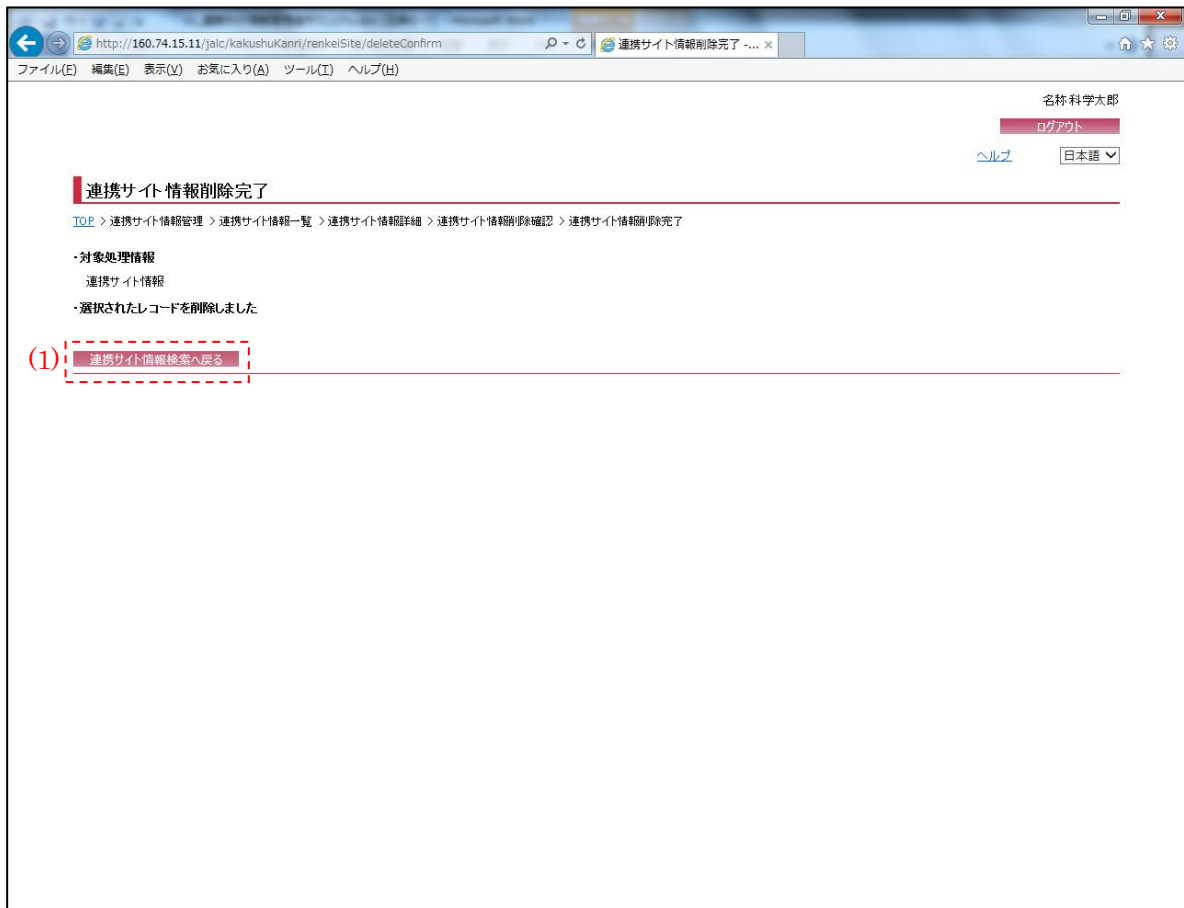 http://160.74.15.11/jalc/kakushuKanri/renkeiSite/deleteConfirm
連携サイト情報削除完了 -... ×
ファイル(F) 編集(E) 表示(V) お気に入り(A) ツール(T) ヘルプ(H)
名称 科学太郎
ログアウト
ヘルプ 日本語
連携サイト情報削除完了
TOP > 連携サイト情報管理 > 連携サイト情報一覧 > 連携サイト情報詳細 > 連携サイト情報削除確認 > 連携サイト情報削除完了
・対象処理情報
連携サイト情報
・選択されたレコードを削除しました
(1) 連携サイト情報検索へ戻る